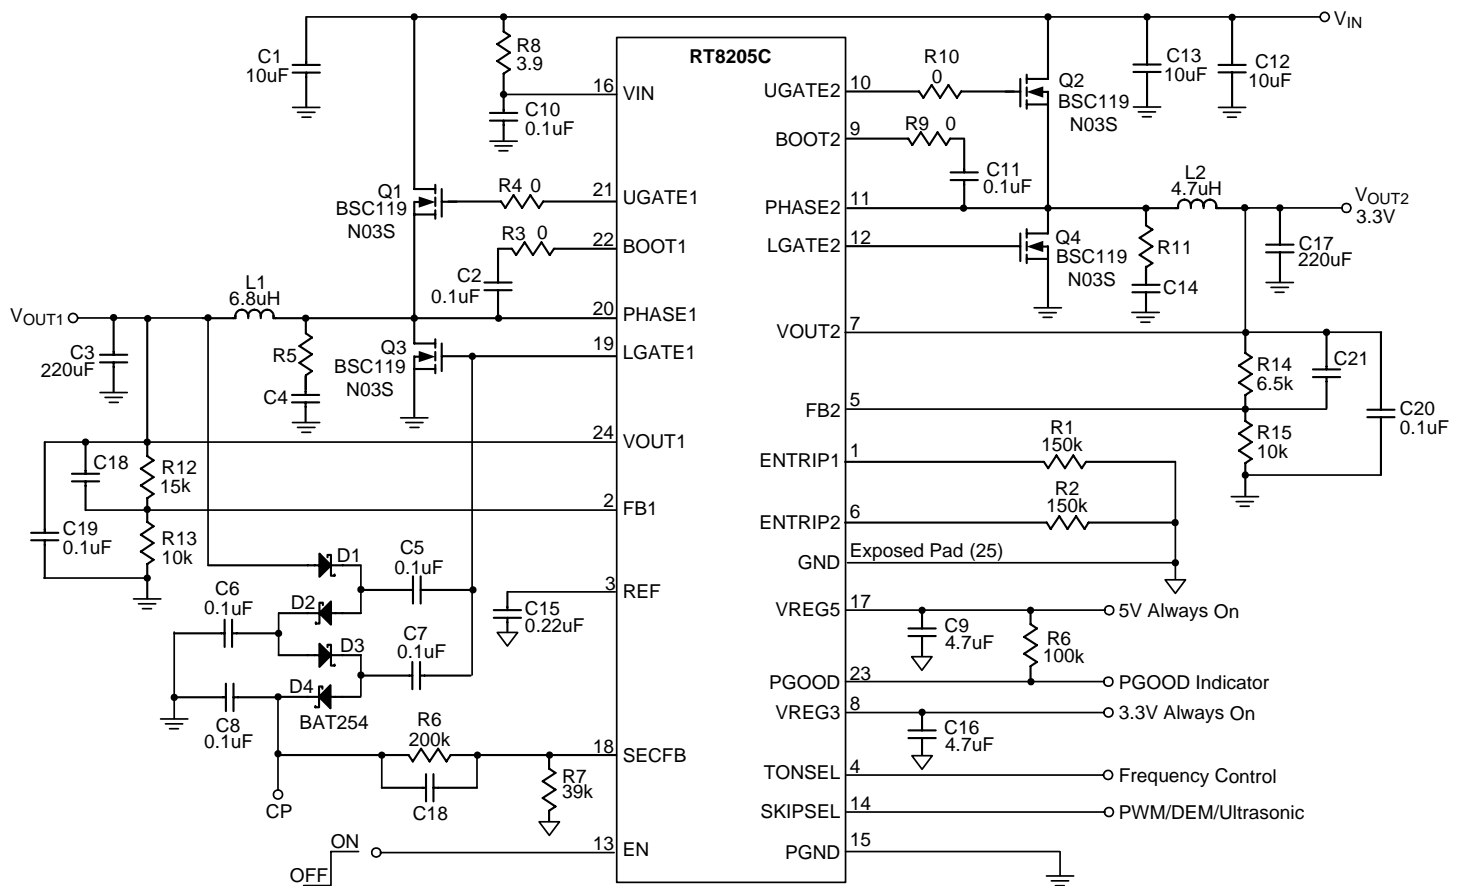 RT8205C
VIN
C1
10uF
R8
3.9
C10
0.1uF
16 VIN
Q1
BSC119
N03S
R4 0
21 UGATE1
R3 0
22 BOOT1
C2
0.1uF
L1
6.8uH
VOUT1
20 PHASE1
C3
220uF
R5
C4
Q3
BSC119
N03S
19 LGATE1
24 VOUT1
C18
R12
15k
2 FB1
C19
0.1uF
R13
10k
D1
C5
0.1uF
C6
0.1uF
D2
D3
C7
0.1uF
D4
BAT254
C8
0.1uF
3 REF
C15
0.22uF
R6
200k
18 SECFB
C18
R7
39k
CP
13 EN
ON
OFF
UGATE2 10
R10
0
Q2
BSC119
N03S
C13
10uF
C12
10uF
BOOT2 9
R9 0
C11
0.1uF
PHASE2 11
L2
4.7uH
VOUT2
3.3V
LGATE2 12
Q4
BSC119
N03S
R11
C14
C17
220uF
VOUT2 7
R14
6.5k
C21
C20
0.1uF
FB2 5
R15
10k
ENTRIP1 1
R1
150k
ENTRIP2 6
R2
150k
GND Exposed Pad (25)
VREG5 17
5V Always On
C9
4.7uF
R6
100k
PGOOD 23
PGOOD Indicator
VREG3 8
3.3V Always On
C16
4.7uF
TONSEL 4
Frequency Control
SKIPSEL 14
PWM/DEM/Ultrasonic
PGND 15